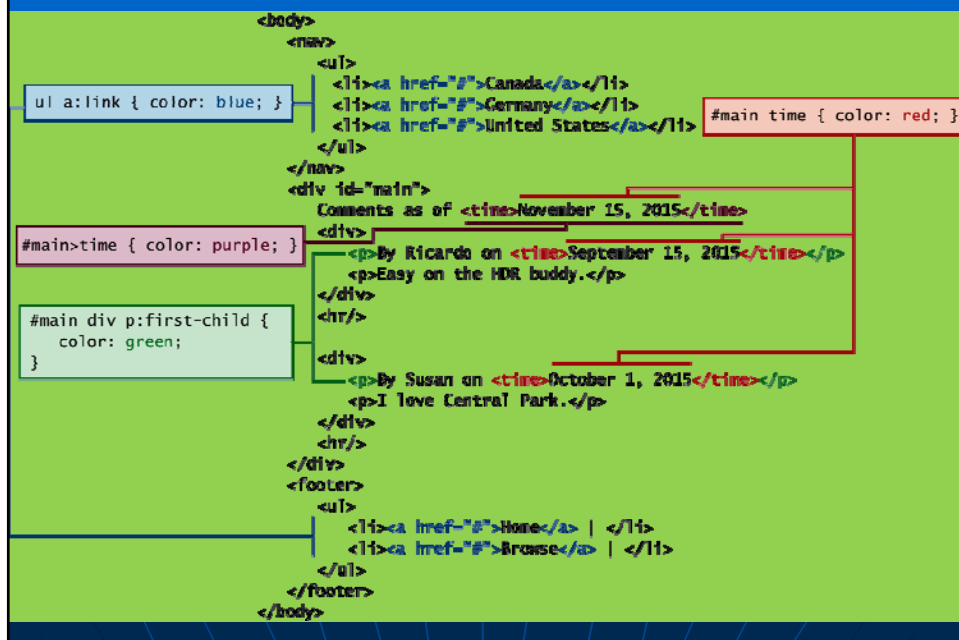 <body>
<nav>
<ul>
<li><a href="#">Canada</a></li>
ul a:link { color: blue; }
<li><a href="#">Germany</a></li>
<li><a href="#">United States</a></li>
#main time { color: red; }
</ul>
</nav>
<div id="main">
Comments as of <time>November 15, 2015</time>
<div>
#main>time { color: purple; }
<p>By Ricardo on <time>September 15, 2015</time></p>
<p>Easy on the HDR buddy.</p>
</div>
<hr/>
#main div p:first-child {
color: green;
}
<div>
<p>By Susan on <time>October 1, 2015</time></p>
<p>I love Central Park.</p>
</div>
<hr/>
</div>
<footer>
<ul>
<li><a href="#">Home</a> | </li>
<li><a href="#">Browse</a> | </li>
</ul>
</footer>
</body>